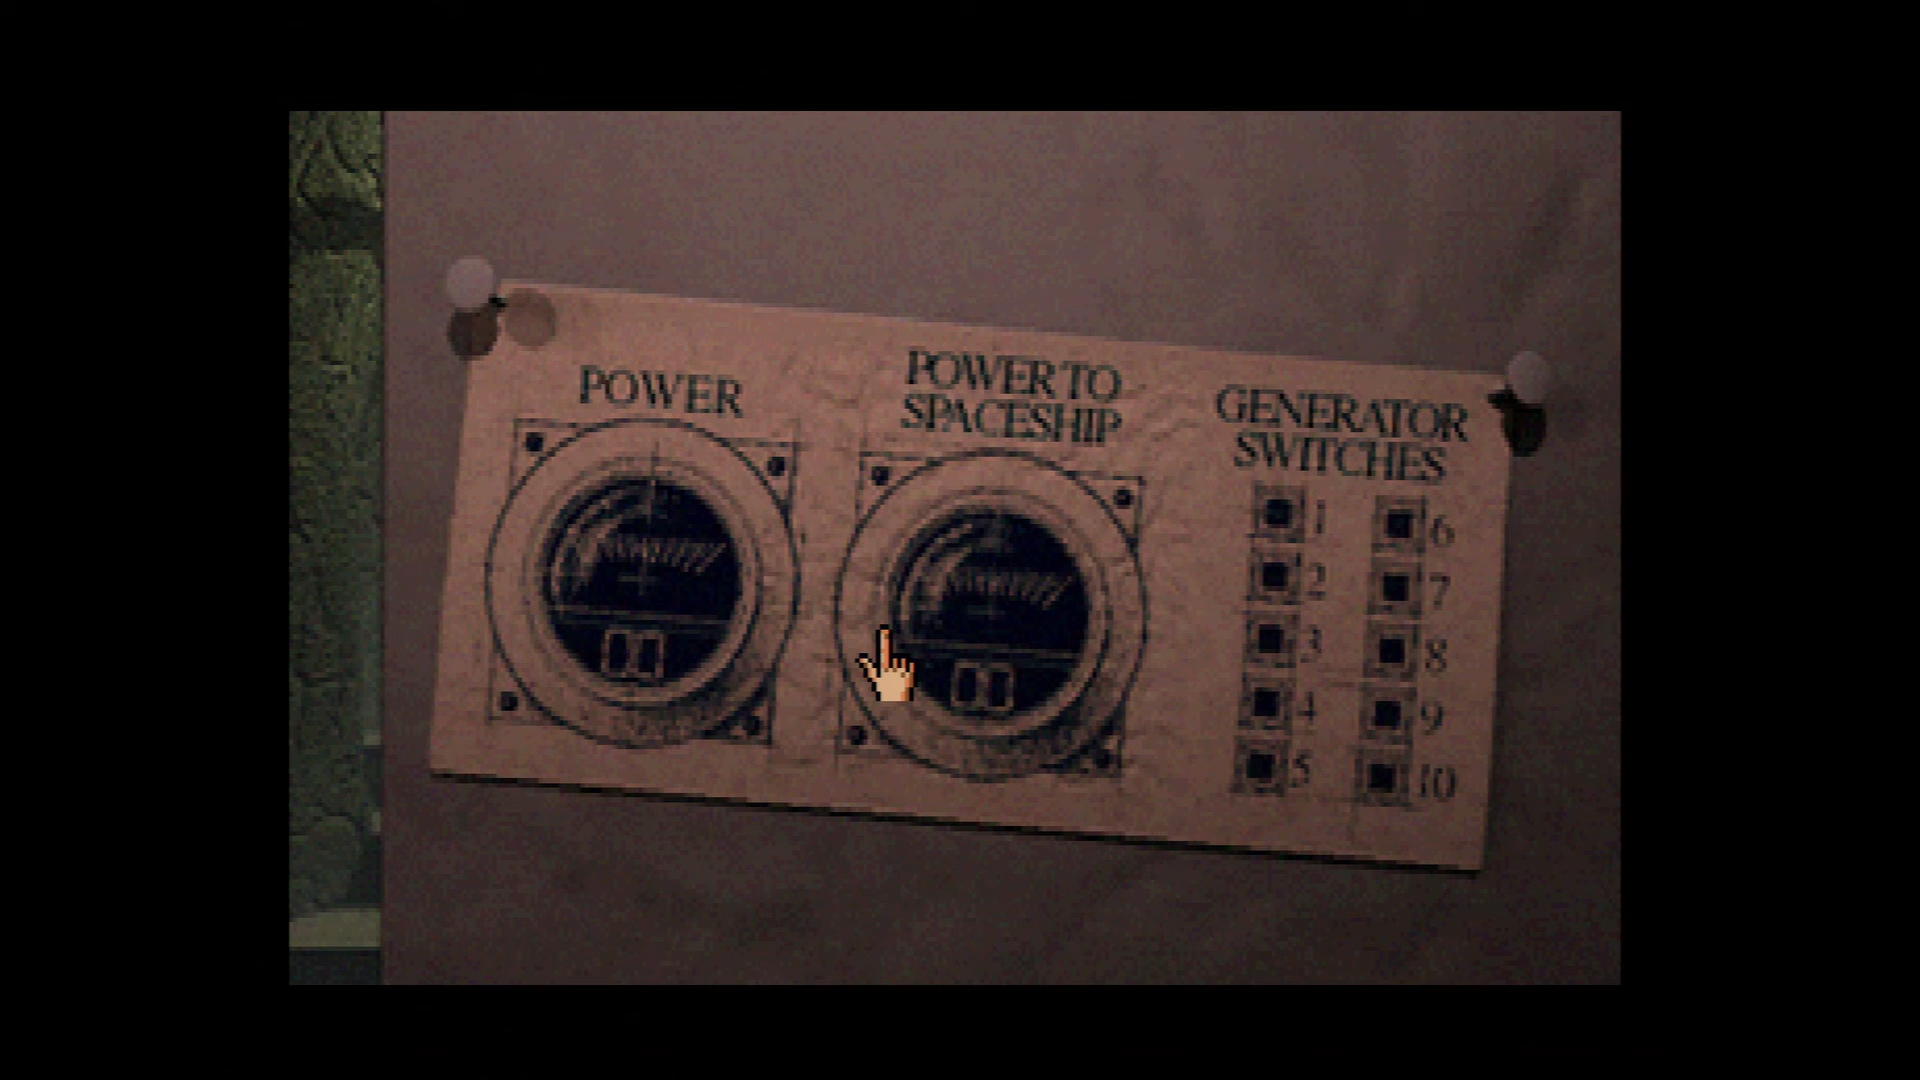 POWER
POWER TO
SPACESHIP
GENERATOR
SWITCHES
1 6
2 7
3 8
4 9
5 10